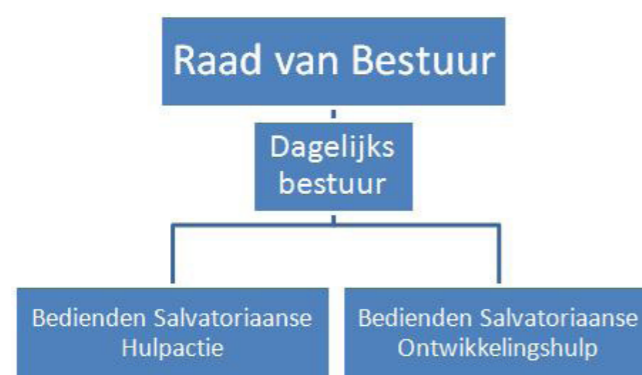 Raad van Bestuur
Dagelijks
bestuur
Bedienden Salvatoriaanse
Hulpactie
Bedienden Salvatoriaanse
Ontwikkelingshulp